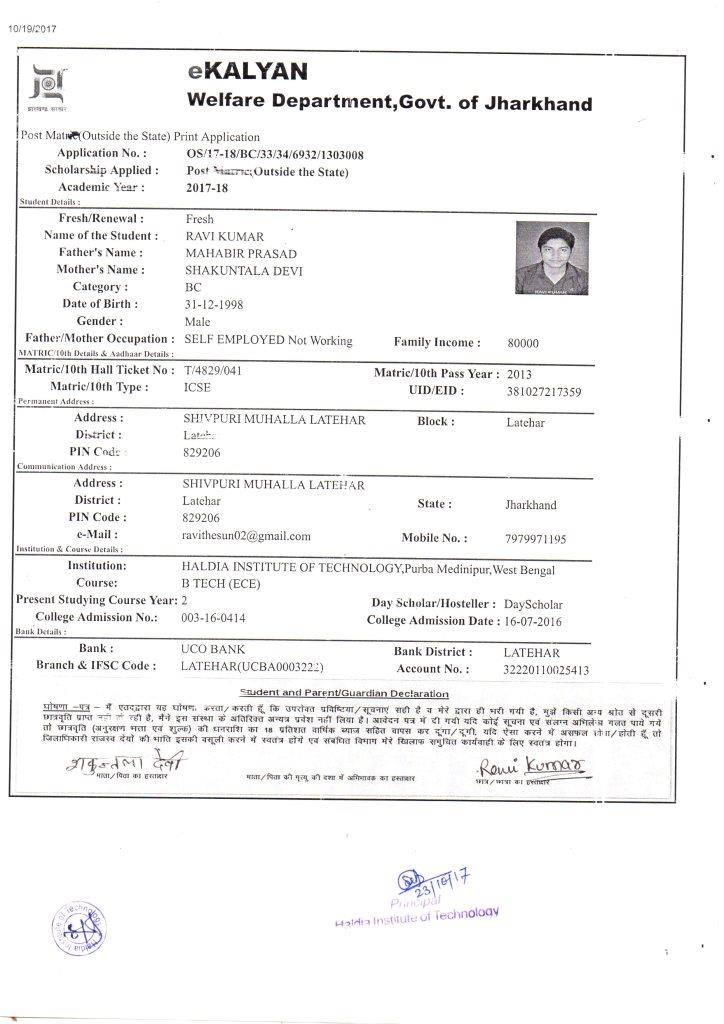 10/19/2017
eKALYAN
Welfare Department,Govt. of Jharkhand
झारखण्ड सरकार
Post Matric(Outside the State) Print Application
Application No. : OS/17-18/BC/33/34/6932/1303008
Scholarship Applied : Post Matric(Outside the State)
Academic Year : 2017-18
Student Details :
Fresh/Renewal : Fresh
Name of the Student : RAVI KUMAR
Father's Name : MAHABIR PRASAD
Mother's Name : SHAKUNTALA DEVI
Category : BC
Date of Birth : 31-12-1998
Gender : Male
RAVI KUMAR
Father/Mother Occupation : SELF EMPLOYED Not Working Family Income : 80000
MATRIC/10th Details & Aadhaar Details :
Matric/10th Hall Ticket No : T/4829/041 Matric/10th Pass Year : 2013
Matric/10th Type : ICSE UID/EID : 381027217359
Permanent Address :
Address : SHIVPURI MUHALLA LATEHAR Block : Latehar
District : Latehar
PIN Code : 829206
Communication Address :
Address : SHIVPURI MUHALLA LATEHAR
District : Latehar State : Jharkhand
PIN Code : 829206
e-Mail : ravithesun02@gmail.com Mobile No. : 7979971195
Institution & Course Details :
Institution: HALDIA INSTITUTE OF TECHNOLOGY,Purba Medinipur,West Bengal
Course: B TECH (ECE)
Present Studying Course Year: 2 Day Scholar/Hosteller : DayScholar
College Admission No.: 003-16-0414 College Admission Date : 16-07-2016
Bank Details :
Bank : UCO BANK Bank District : LATEHAR
Branch & IFSC Code : LATEHAR(UCBA0003222) Account No. : 32220110025413
Student and Parent/Guardian Declaration
घोषणा -पत्र - मैं एतद्द्वारा यह घोषणा करता/करती हूँ कि उपरोक्त प्रविष्टिया/सूचनाएं सही है व मेरे द्वारा ही भरी गयी है, मुझे किसी अन्य श्रोत से दूसरी
छात्रवृति प्राप्त नहीं हो रही है, मैंने इस संस्था के अतिरिक्त अन्यत्र प्रवेश नहीं लिया है। आवेदन पत्र में दी गयी यदि कोई सूचना एवं संलग्न अभिलेख गलत पाये गये
तो छात्रवृति (अनुरक्षण भत्ता एवं शुल्क) की धनराशि का 18 प्रतिशत वार्षिक ब्याज सहित वापस कर दूंगा/दूंगी, यदि ऐसा करने में असफल होता/होती हूँ तो
जिलाधिकारी राजस्व देयों की भांति इसकी वसूली करने में स्वतंत्र होंगे एवं संबंधित विभाग मेरे खिलाफ समुचित कार्यवाही के लिए स्वतंत्र होगा।
शकुन्तला देवी Ravi Kumar
माता/पिता का हस्ताक्षर माता/पिता की मृत्यु की दशा में अभिभावक का हस्ताक्षर छात्र/छात्रा का हस्ताक्षर
23/10/17
Principal
Haldia Institute of Technology
Haldia Institute of Technology